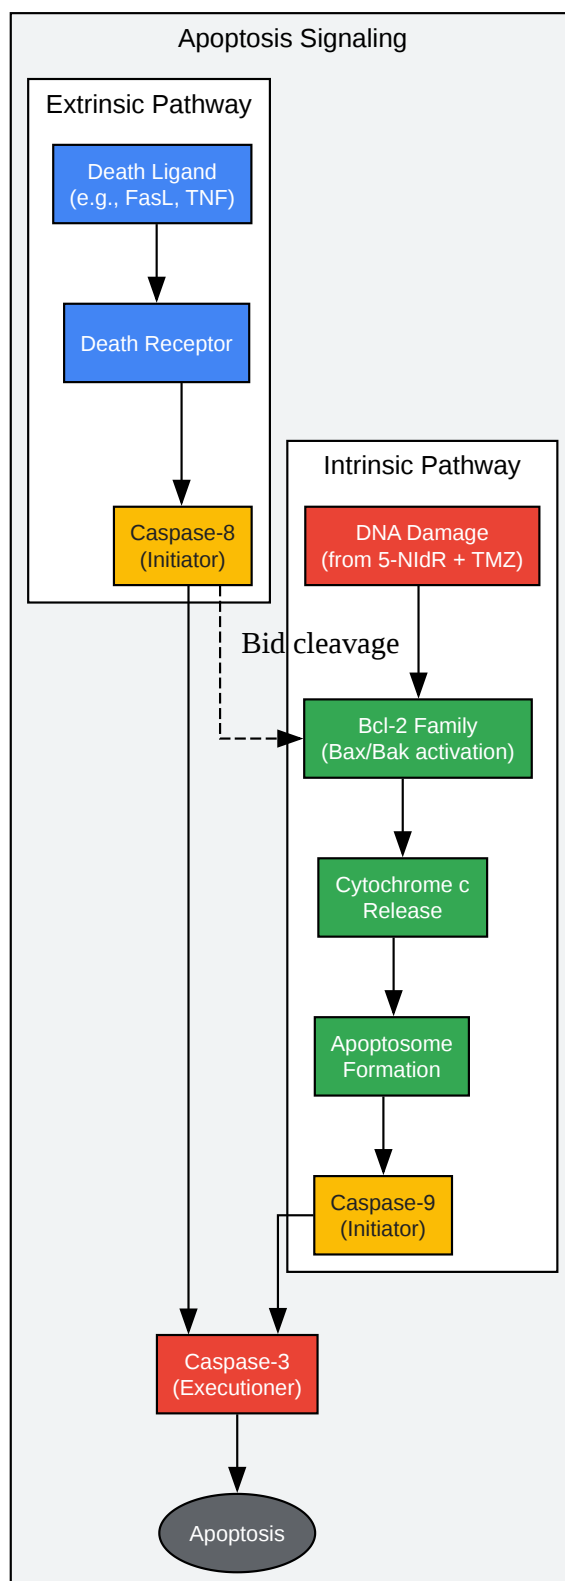 Apoptosis Signaling
Extrinsic Pathway
Death Ligand
(e.g., FasL, TNF)
Death Receptor
Caspase-8
(Initiator)
Intrinsic Pathway
DNA Damage
(from 5-NIdR + TMZ)
Bid cleavage
Bcl-2 Family
(Bax/Bak activation)
Cytochrome c
Release
Apoptosome
Formation
Caspase-9
(Initiator)
Caspase-3
(Executioner)
Apoptosis